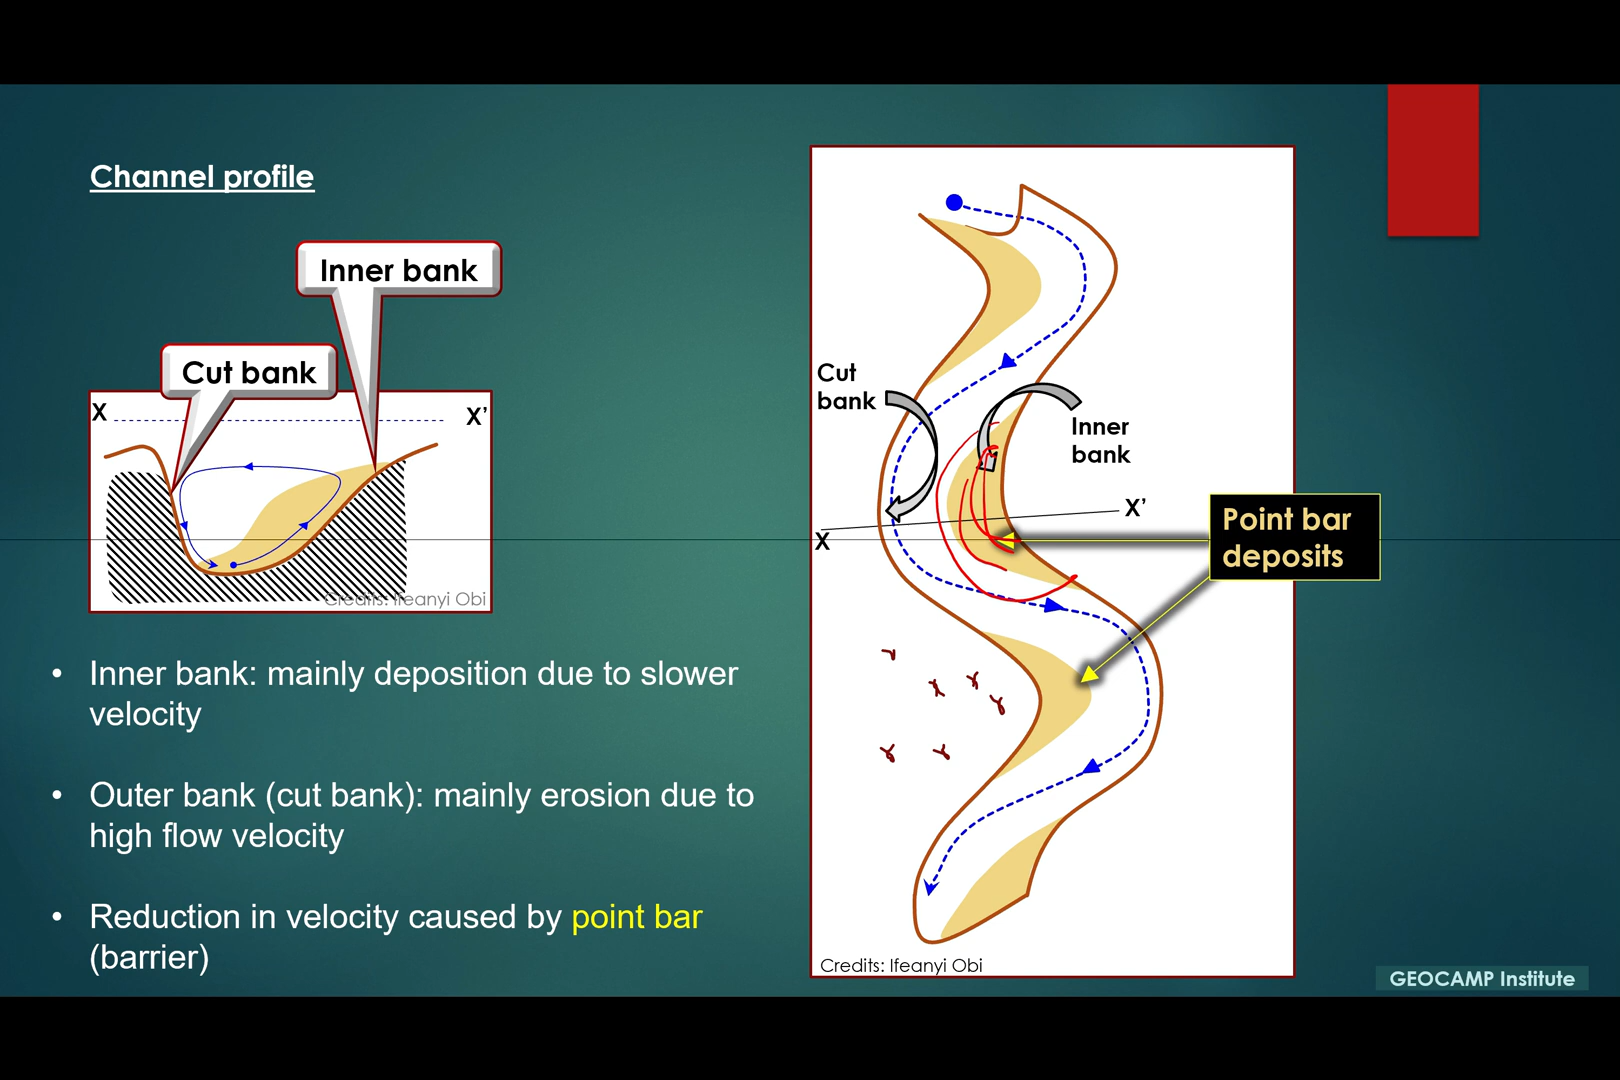 Channel profile
Inner bank
Cut bank
X
X’
Credits: Ifeanyi Obi
• Inner bank: mainly deposition due to slower
velocity
• Outer bank (cut bank): mainly erosion due to
high flow velocity
• Reduction in velocity caused by point bar
(barrier)
Cut
bank
Inner
bank
X’
X
Point bar
deposits
Credits: Ifeanyi Obi
GEOCAMP Institute